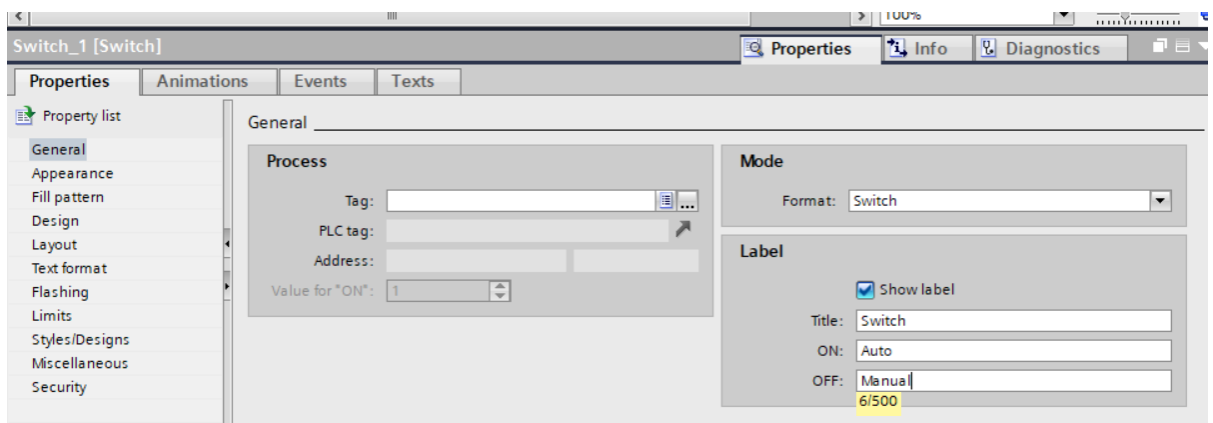 100%
Switch_1 [Switch]
Properties Info Diagnostics
Properties Animations Events Texts
Property list
General
Appearance
Fill pattern
Design
Layout
Text format
Flashing
Limits
Styles/Designs
Miscellaneous
Security
General
Process
Tag: ...
PLC tag:
Address:
Value for "ON": 1
Mode
Format: Switch
Label
Show label
Title: Switch
ON: Auto
OFF: Manual
6/500